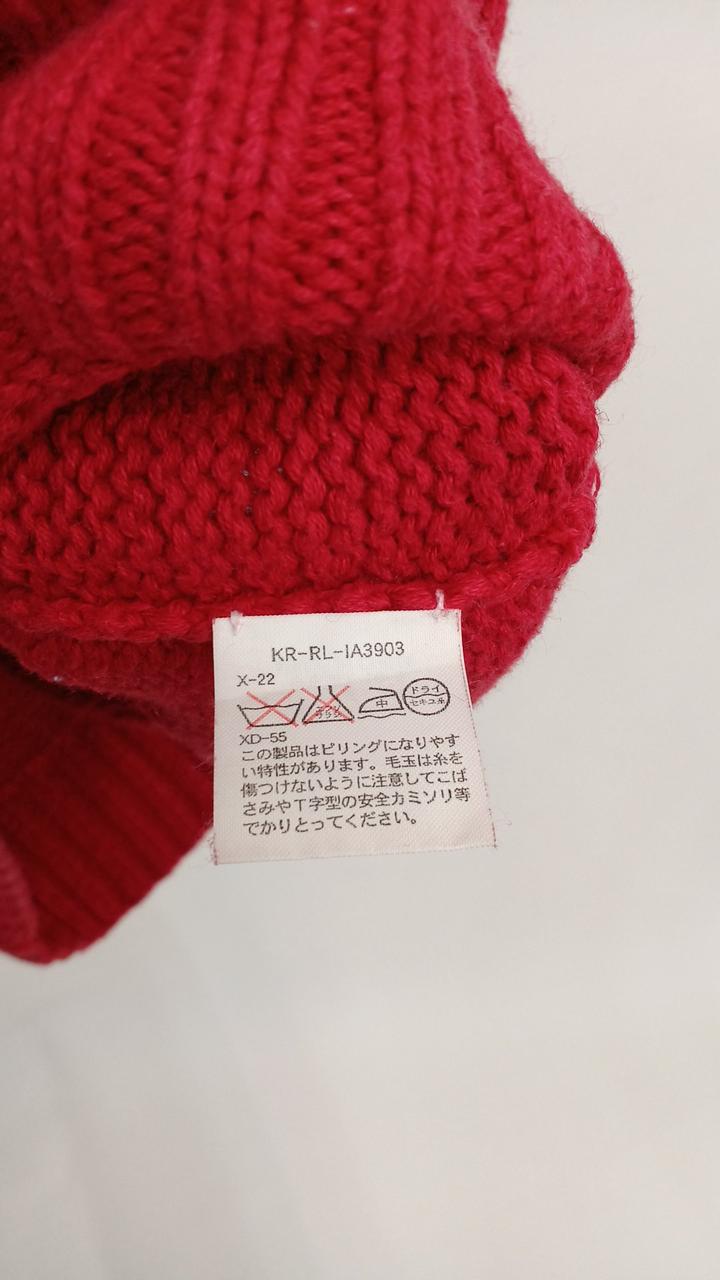 KR-RL-IA3903
X-22
中
ドライ
セキユ系
XD-55
この製品はピリングになりやす
い特性があります。毛玉は糸を
傷つけないように注意してこば
さみやT字型の安全カミソリ等
でかりとってください。